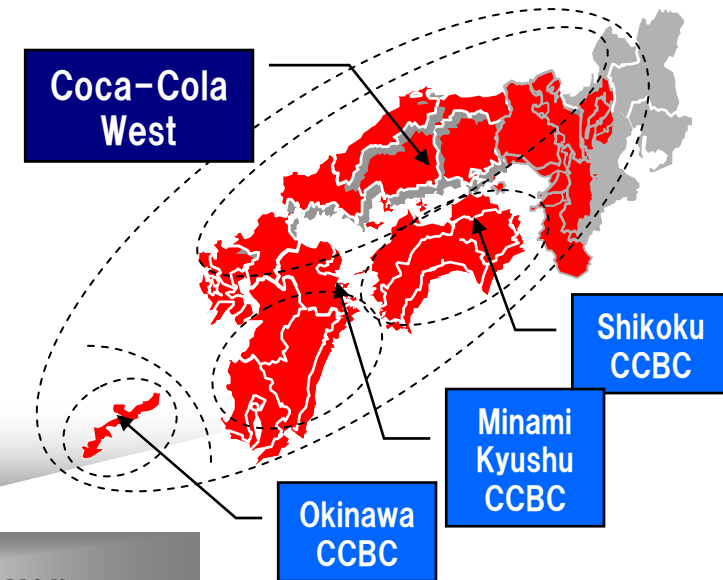 Coca-Cola
West
Shikoku
CCBC
Minami
Kyushu
CCBC
Okinawa
CCBC